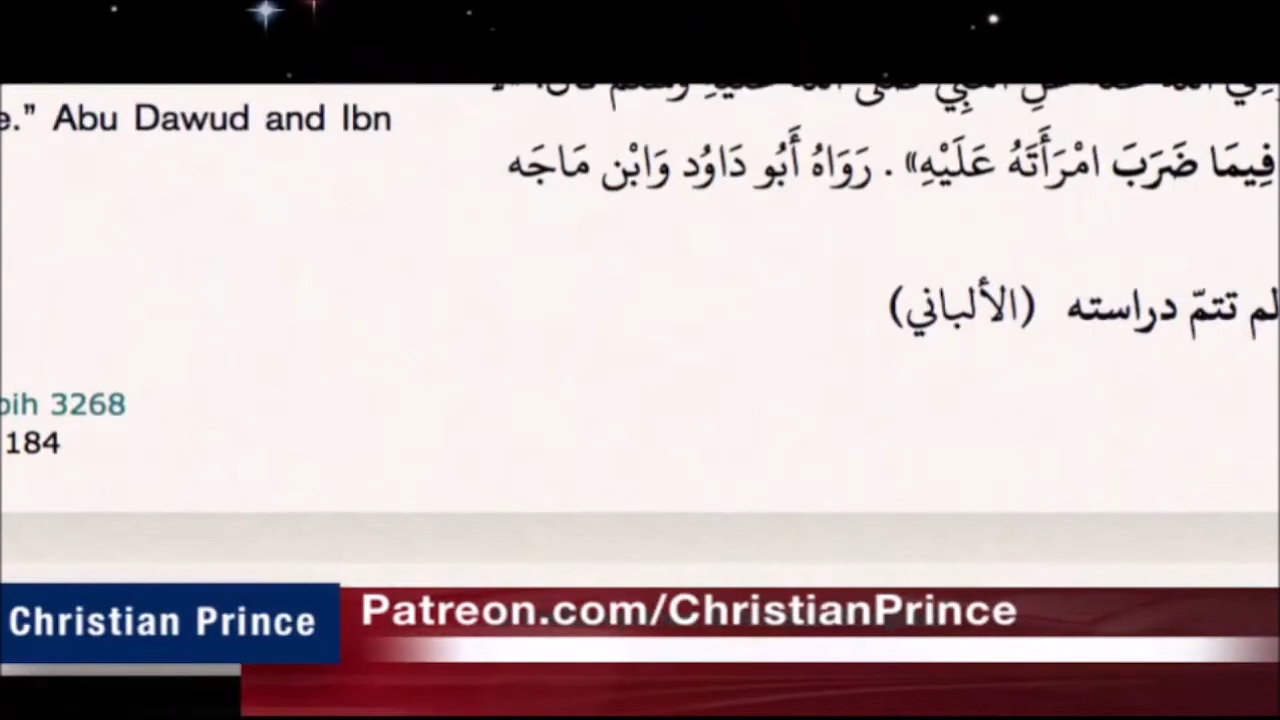 e.” Abu Dawud and Ibn
فِيمَا ضَرَبَ امْرَأَتَهُ عَلَيْهِ» . رَوَاهُ أَبُو دَاوُد وَابْن مَاجَه
لم تتمّ دراسته (الألباني)
bih 3268
184
Christian Prince
Patreon.com/ChristianPrince